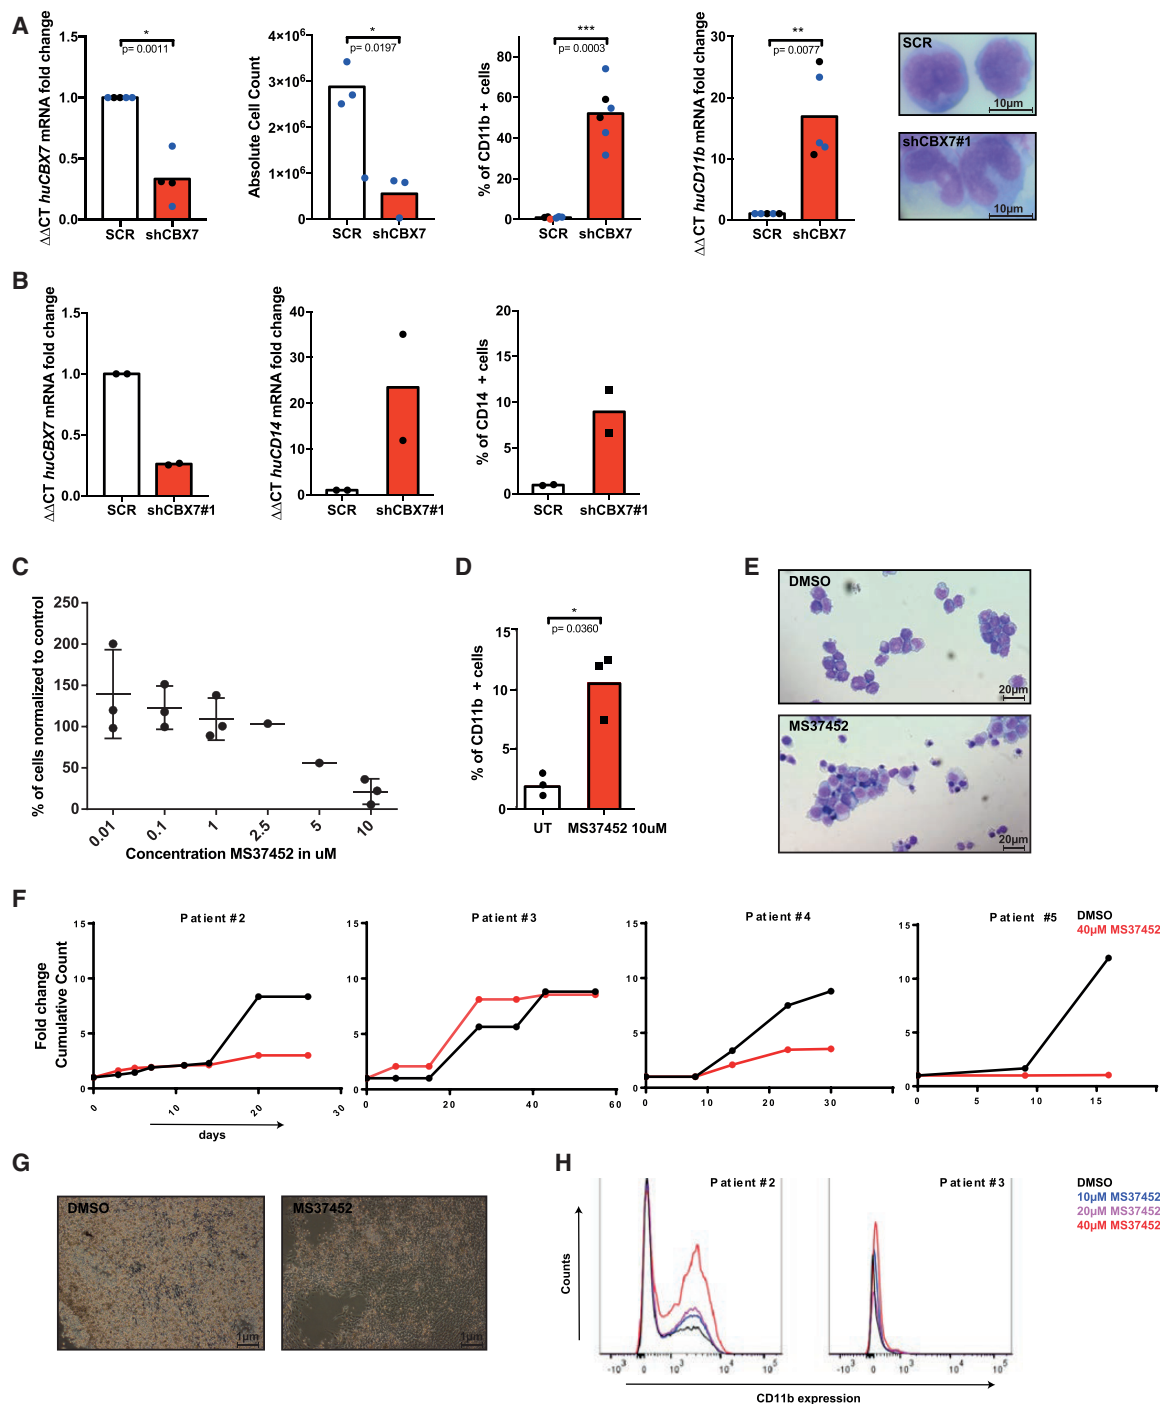 A
ΔΔCT huCBX7 mRNA fold change
1.5
1.0
0.5
0.0
*
p= 0.0011
SCR shCBX7
Absolute Cell Count
4×10⁶
3×10⁶
2×10⁶
1×10⁶
0
*
p= 0.0197
SCR shCBX7
% of CD11b + cells
80
60
40
20
0
***
p= 0.0003
SCR shCBX7
ΔΔCT huCD11b mRNA fold change
30
20
10
0
**
p= 0.0077
SCR shCBX7
SCR
10µm
shCBX7#1
10µm
B
ΔΔCT huCBX7 mRNA fold change
1.5
1.0
0.5
0.0
SCR shCBX7#1
ΔΔCT huCD14 mRNA fold change
40
30
20
10
0
SCR shCBX7#1
% of CD14 + cells
20
15
10
5
0
SCR shCBX7#1
C
% of cells normalized to control
250
200
150
100
50
0
0.01 0.1 1 2.5 5 10
Concentration MS37452 in uM
D
% of CD11b + cells
15
10
5
0
*
p= 0.0360
UT MS37452 10uM
E
DMSO
20µm
MS37452
20µm
F
Fold change
Cumulative Count
Patient #2
15
10
5
0
0 10 20 30
days
Patient #3
15
10
5
0
0 20 40 60
Patient #4
15
10
5
0
0 10 20 30
Patient #5
15
10
5
0
0 5 10 15
DMSO
40µM MS37452
G
DMSO
1µm
MS37452
1µm
H
Counts
Patient #2
-10³ 0 10³ 10⁴ 10⁵
Patient #3
-10³ 0 10³ 10⁴ 10⁵
CD11b expression
DMSO
10µM MS37452
20µM MS37452
40µM MS37452